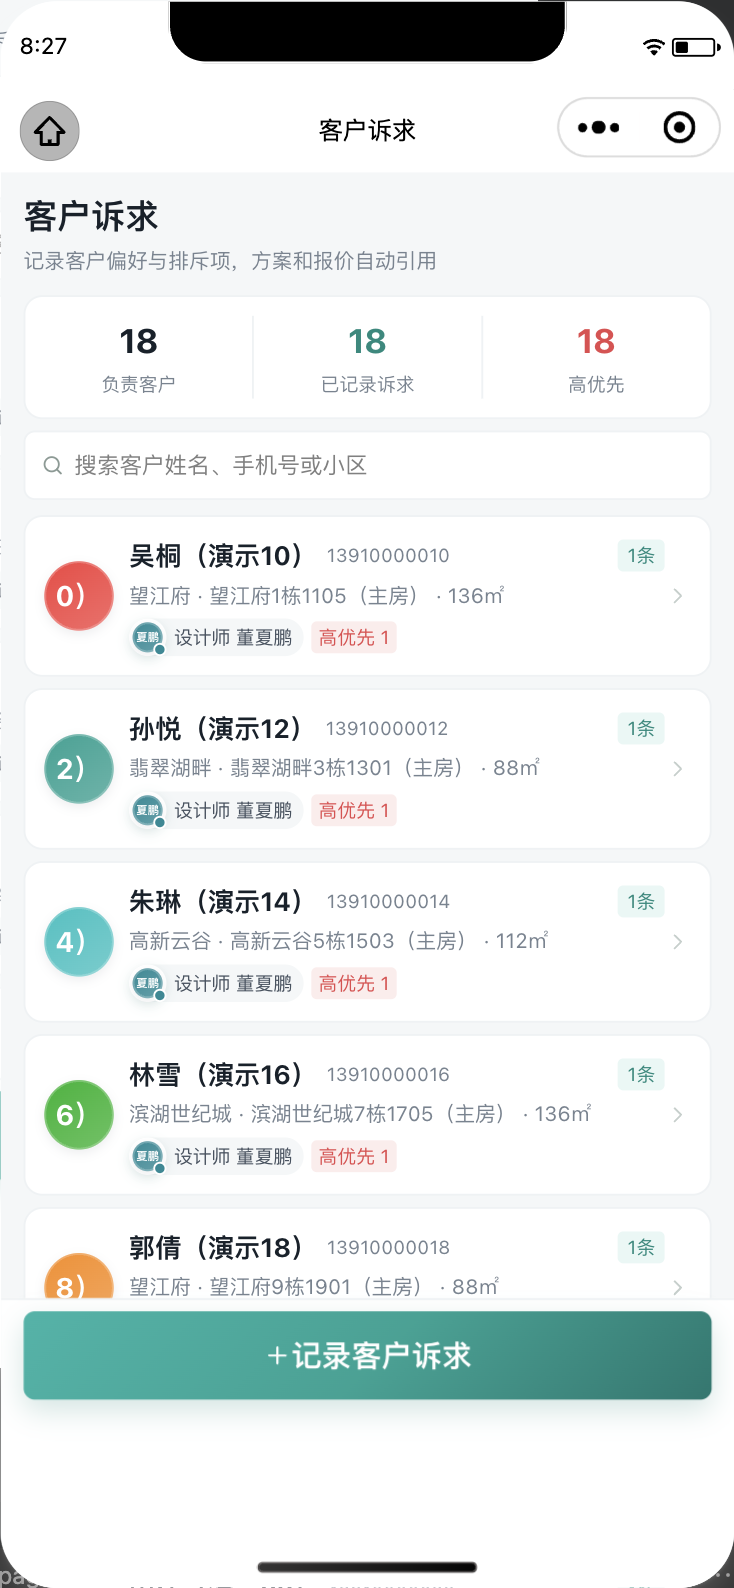 8:27
客户诉求
客户诉求
记录客户偏好与排斥项，方案和报价自动引用
18
负责客户
18
已记录诉求
18
高优先
搜索客户姓名、手机号或小区
0）
吴桐（演示10） 13910000010 1条
望江府 · 望江府1栋1105（主房） · 136㎡
夏鹏 设计师 董夏鹏 高优先 1
2）
孙悦（演示12） 13910000012 1条
翡翠湖畔 · 翡翠湖畔3栋1301（主房） · 88㎡
夏鹏 设计师 董夏鹏 高优先 1
4）
朱琳（演示14） 13910000014 1条
高新云谷 · 高新云谷5栋1503（主房） · 112㎡
夏鹏 设计师 董夏鹏 高优先 1
6）
林雪（演示16） 13910000016 1条
滨湖世纪城 · 滨湖世纪城7栋1705（主房） · 136㎡
夏鹏 设计师 董夏鹏 高优先 1
8）
郭倩（演示18） 13910000018 1条
望江府 · 望江府9栋1901（主房） · 88㎡
＋记录客户诉求